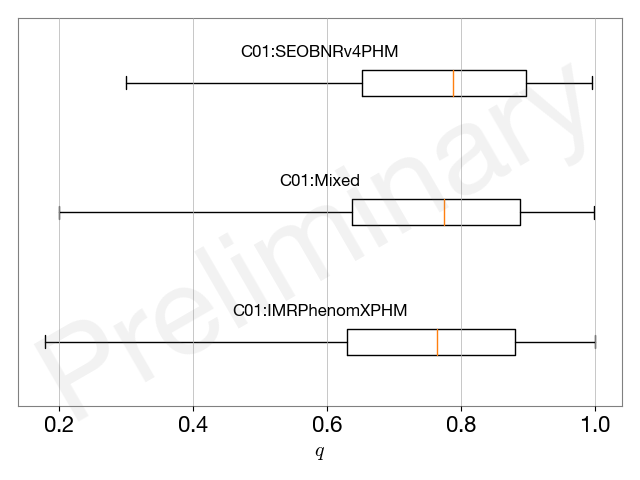 C01:SEOBNRv4PHM
C01:Mixed
C01:IMRPhenomXPHM
Preliminary
0.2 0.4 0.6 0.8 1.0
q